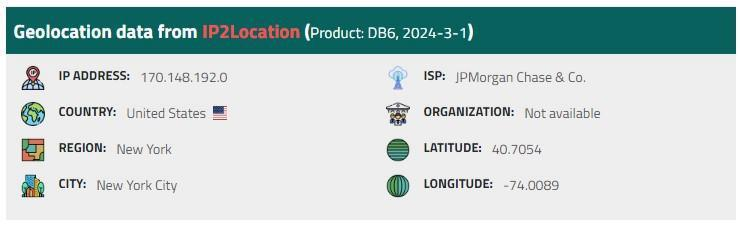 Geolocation data from IP2Location (Product: DB6, 2024-3-1)
IP ADDRESS: 170.148.192.0
ISP: JPMorgan Chase & Co.
COUNTRY: United States
ORGANIZATION: Not available
REGION: New York
LATITUDE: 40.7054
CITY: New York City
LONGITUDE: -74.0089